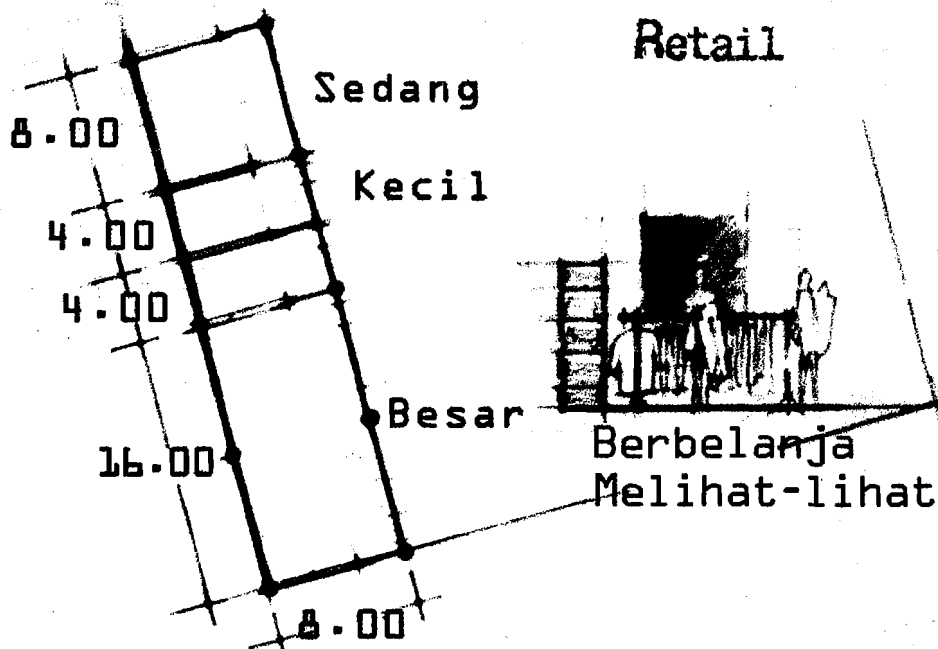 Retail
Sedang
8.00
Kecil
4.00
4.00
Besar
16.00
Berbelanja
Melihat-lihat
8.00